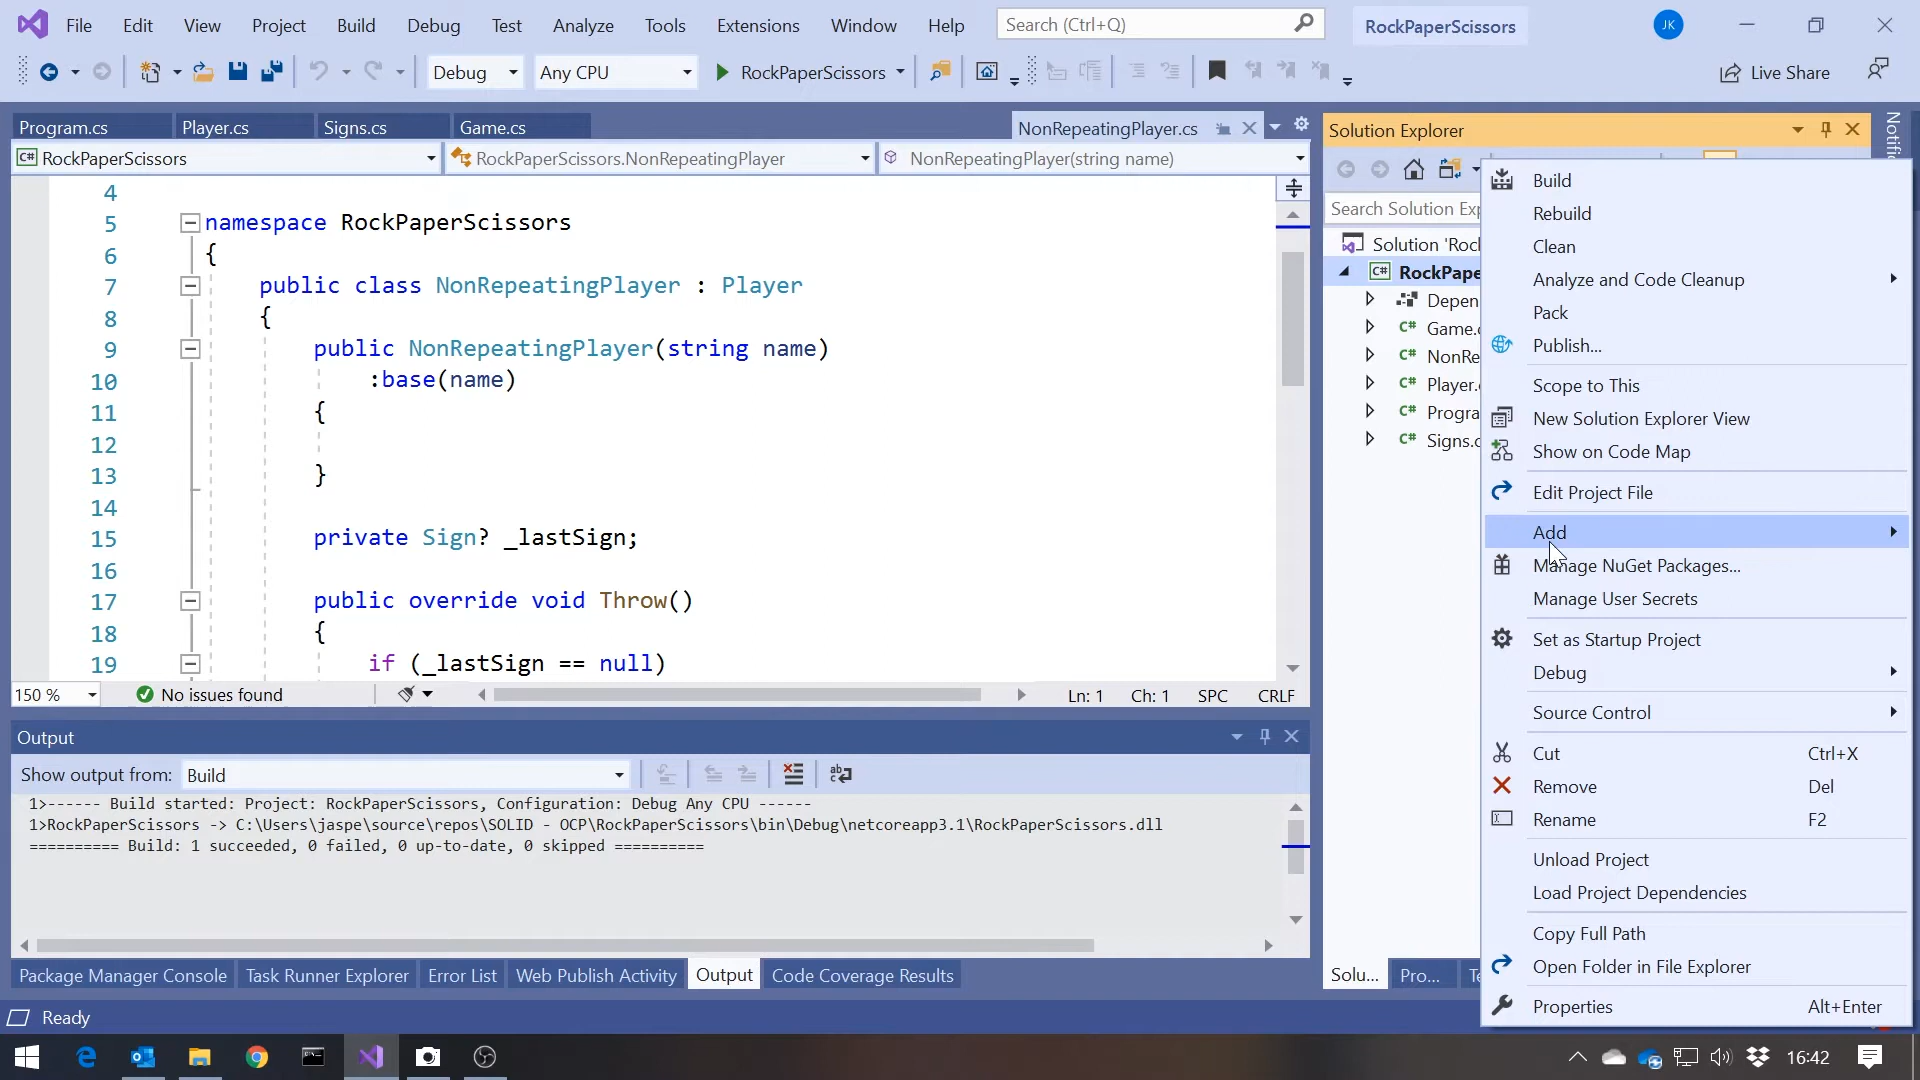 File Edit View Project Build Debug Test Analyze Tools Extensions Window Help Search (Ctrl+Q) RockPaperScissors JK
Debug Any CPU RockPaperScissors Live Share
Program.cs Player.cs Signs.cs Game.cs NonRepeatingPlayer.cs
RockPaperScissors RockPaperScissors.NonRepeatingPlayer NonRepeatingPlayer(string name)
4
5 namespace RockPaperScissors
6 {
7 public class NonRepeatingPlayer : Player
8 {
9 public NonRepeatingPlayer(string name)
10 :base(name)
11 {
12
13 }
14
15 private Sign? _lastSign;
16
17 public override void Throw()
18 {
19 if (_lastSign == null)
150 % No issues found Ln: 1 Ch: 1 SPC CRLF
Output
Show output from: Build
1>------ Build started: Project: RockPaperScissors, Configuration: Debug Any CPU ------
1>RockPaperScissors -> C:\Users\jaspe\source\repos\SOLID - OCP\RockPaperScissors\bin\Debug\netcoreapp3.1\RockPaperScissors.dll
========== Build: 1 succeeded, 0 failed, 0 up-to-date, 0 skipped ==========
Package Manager Console Task Runner Explorer Error List Web Publish Activity Output Code Coverage Results
Ready
Solution Explorer
Search Solution Exp
Solution 'Rock
C# RockPape
Depen
C# Game.
C# NonRe
C# Player.
C# Progra
C# Signs.c
Solu... Pro... Te
Notific
Build
Rebuild
Clean
Analyze and Code Cleanup
Pack
Publish...
Scope to This
New Solution Explorer View
Show on Code Map
Edit Project File
Add
Manage NuGet Packages...
Manage User Secrets
Set as Startup Project
Debug
Source Control
Cut Ctrl+X
Remove Del
Rename F2
Unload Project
Load Project Dependencies
Copy Full Path
Open Folder in File Explorer
Properties Alt+Enter
16:42